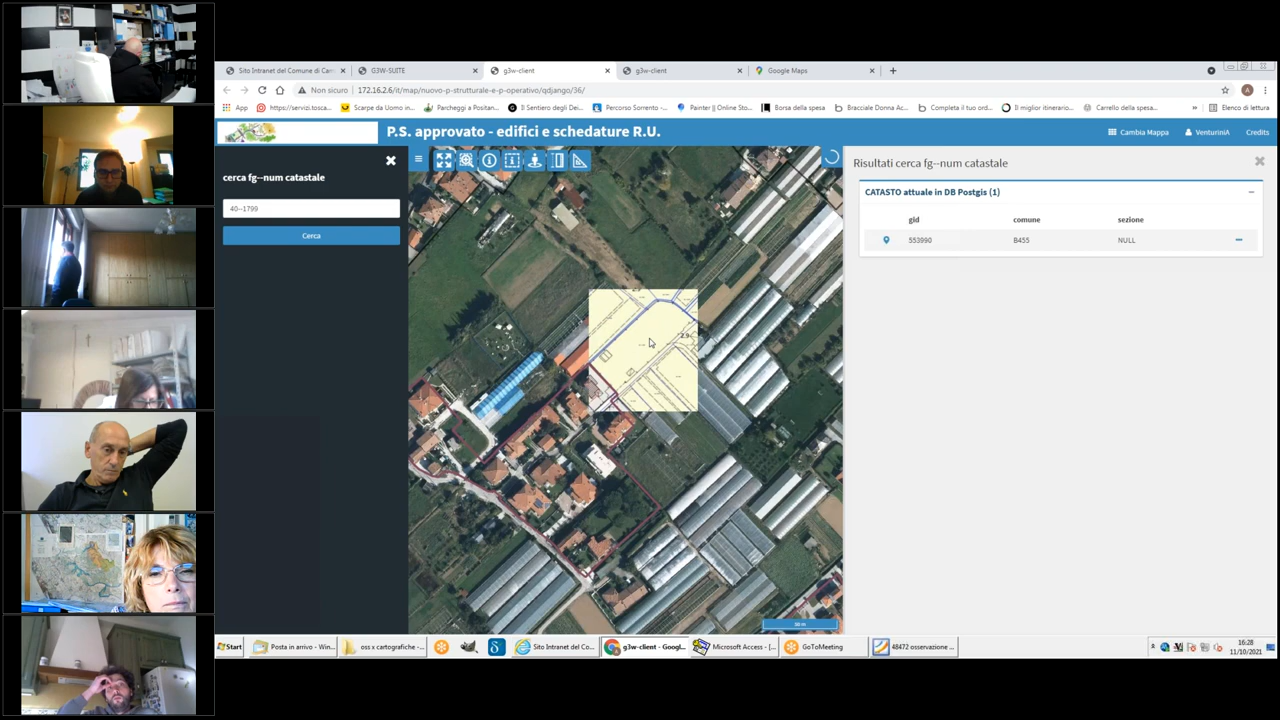 Sito Intranet del Comune di Cam
G3W-SUITE
g3w-client
g3w-client
Google Maps
Non sicuro
172.16.2.6/it/map/nuovo-p-strutturale-e-p-operativo/qdjango/36/
App
https://servizi.tosca...
Scarpe da Uomo in...
Parcheggi a Positan...
Il Sentiero degli Dei...
Percorso Sorrento -...
Painter || Online Sto...
Borsa della spesa
Bracciale Donna Ac...
Completa il tuo ord...
Il miglior itinerario...
Carrello della spesa...
»
Elenco di lettura
P.S. approvato - edifici e schedature R.U.
Cambia Mappa
VenturiniA
Credits
cerca fg--num catastale
40--1799
Cerca
Risultati cerca fg--num catastale
CATASTO attuale in DB Postgis (1)
gid comune sezione
553990 B455 NULL
50 m
Start
Posta in arrivo - Win...
oss x cartografiche -...
Sito Intranet del Co...
g3w-client - Googl...
Microsoft Access - [...
GoToMeeting
48472 osservazione ...
16:28
11/10/2021